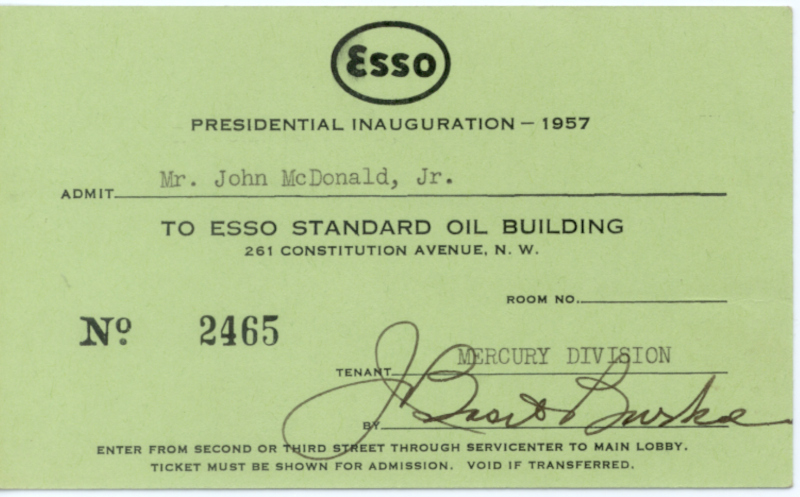 Esso
PRESIDENTIAL INAUGURATION — 1957
ADMIT Mr. John McDonald, Jr.
TO ESSO STANDARD OIL BUILDING
261 CONSTITUTION AVENUE, N. W.
ROOM NO.
Nº 2465
TENANT MERCURY DIVISION
BY J.
ENTER FROM SECOND OR THIRD STREET THROUGH SERVICENTER TO MAIN LOBBY.
TICKET MUST BE SHOWN FOR ADMISSION. VOID IF TRANSFERRED.